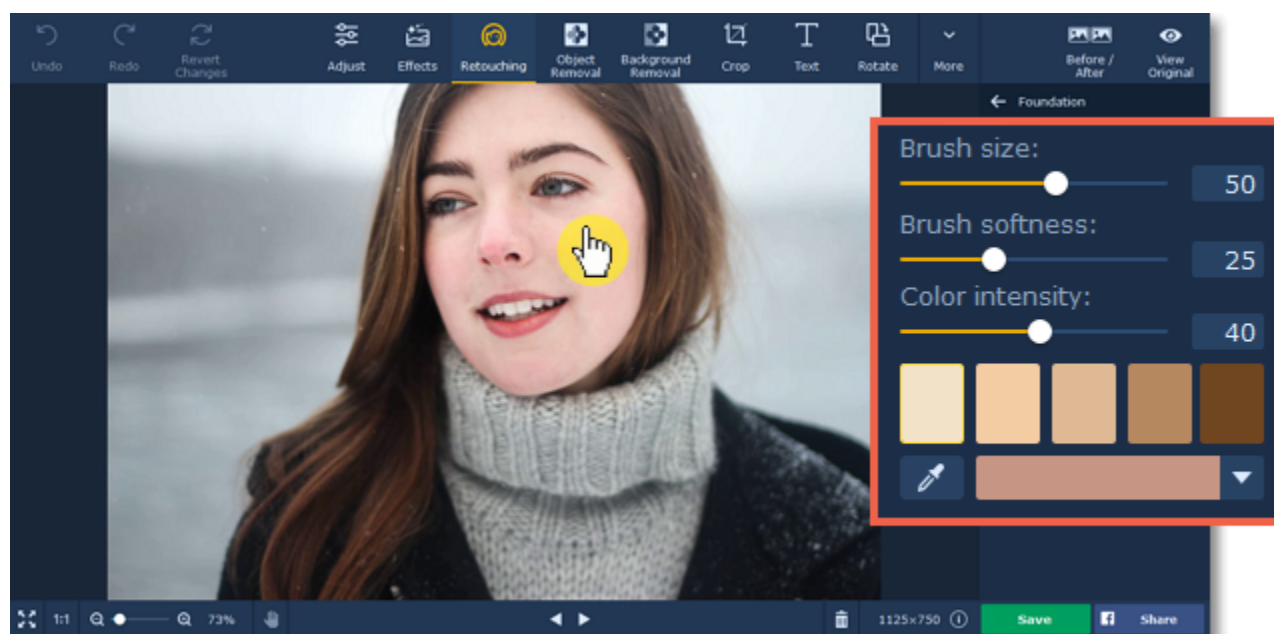 Undo
Redo
Revert
Changes
Adjust
Effects
Retouching
Object
Removal
Background
Removal
Crop
Text
Rotate
More
Before /
After
View
Original
Foundation
Brush size:
50
Brush softness:
25
Color intensity:
40
1:1
73%
1125×750
Save
Share